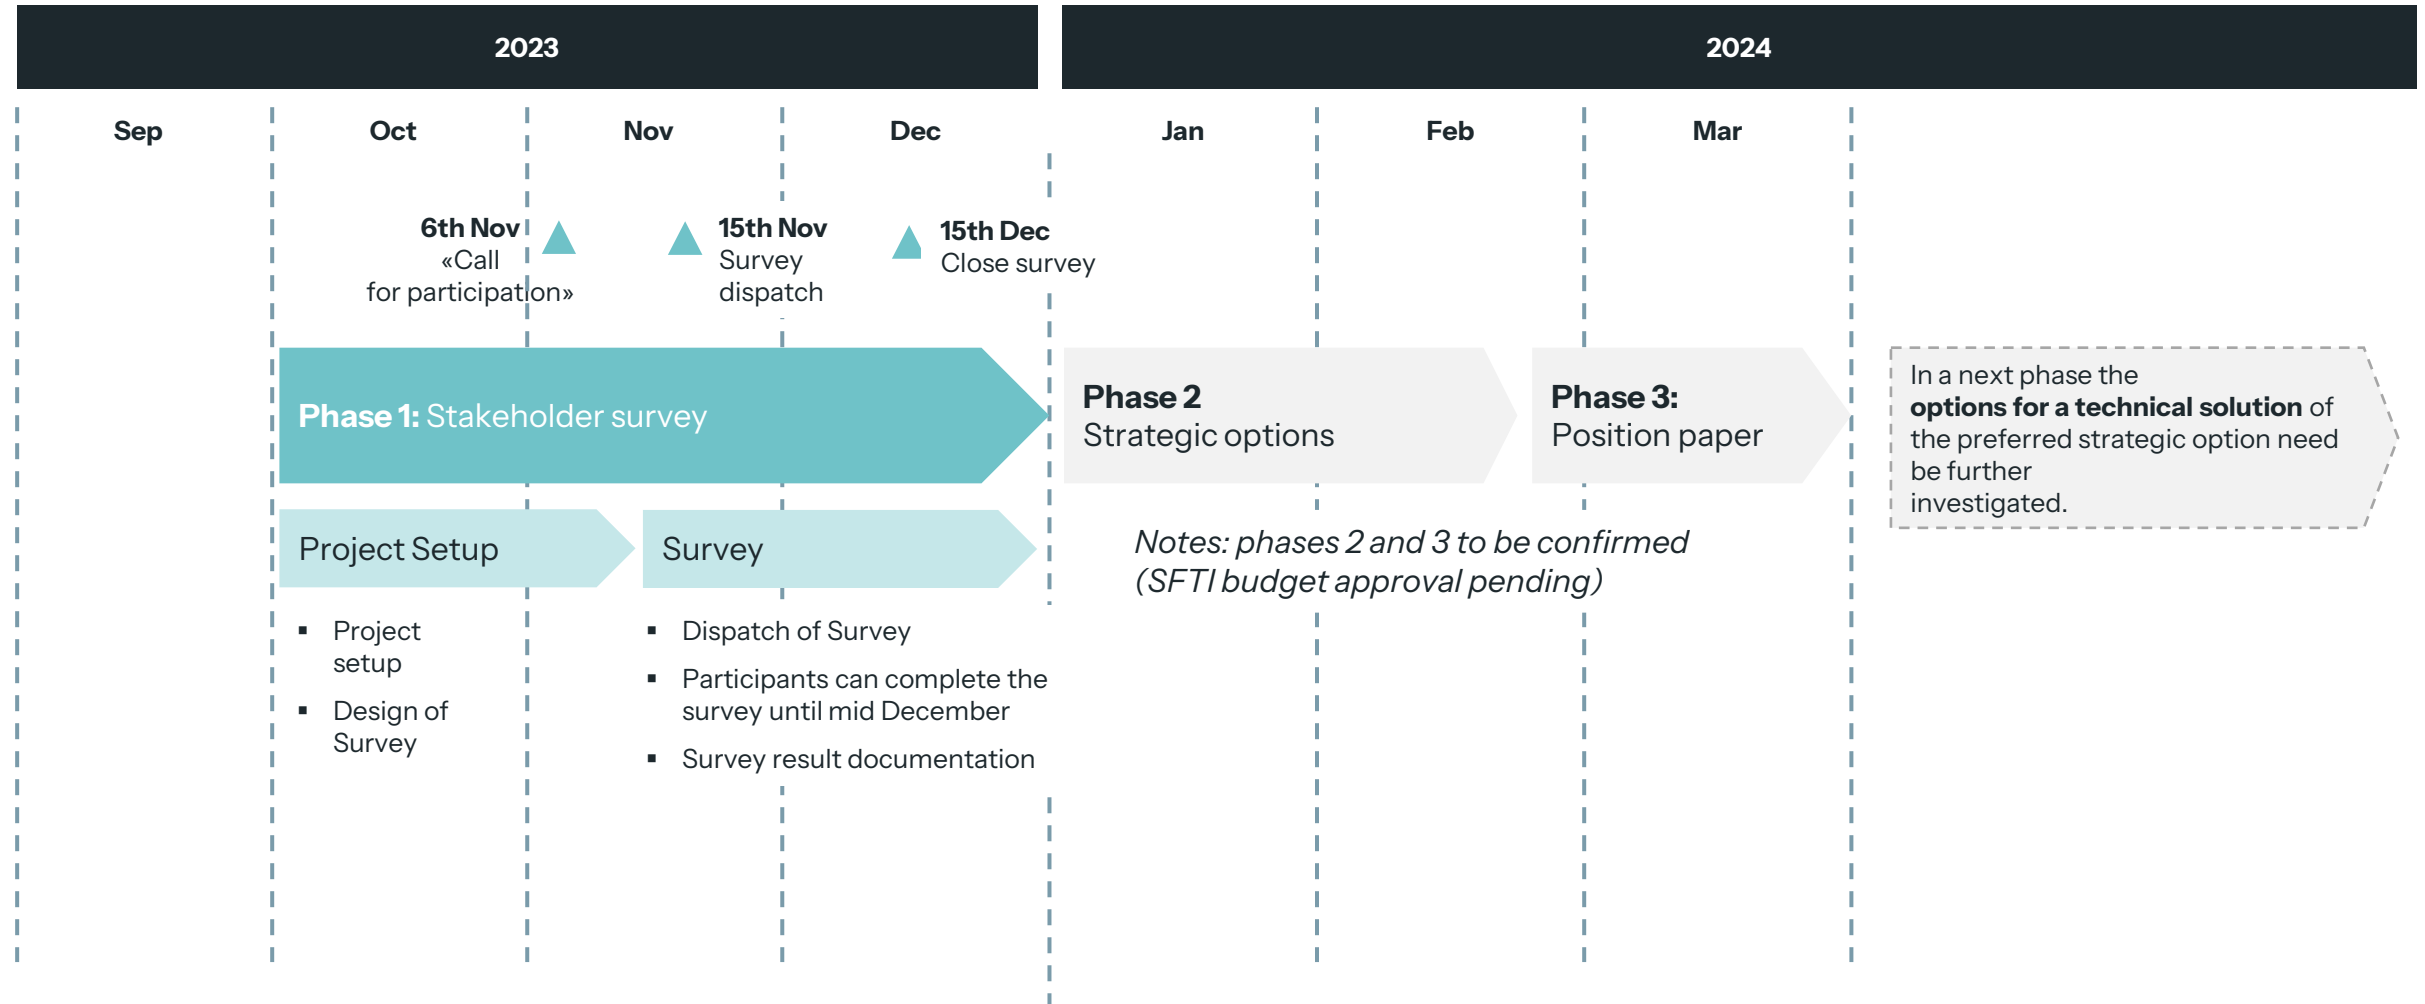 2023
2024
Sep
Oct
Nov
Dec
Jan
Feb
Mar
6th Nov
«Call
for participation»
15th Nov
Survey
dispatch
15th Dec
Close survey
Phase 1: Stakeholder survey
Phase 2
Strategic options
Phase 3:
Position paper
In a next phase the
options for a technical solution of
the preferred strategic option need
be further
investigated.
Project Setup
Survey
Notes: phases 2 and 3 to be confirmed
(SFTI budget approval pending)
▪ Project
setup
▪ Design of
Survey
▪ Dispatch of Survey
▪ Participants can complete the
survey until mid December
▪ Survey result documentation